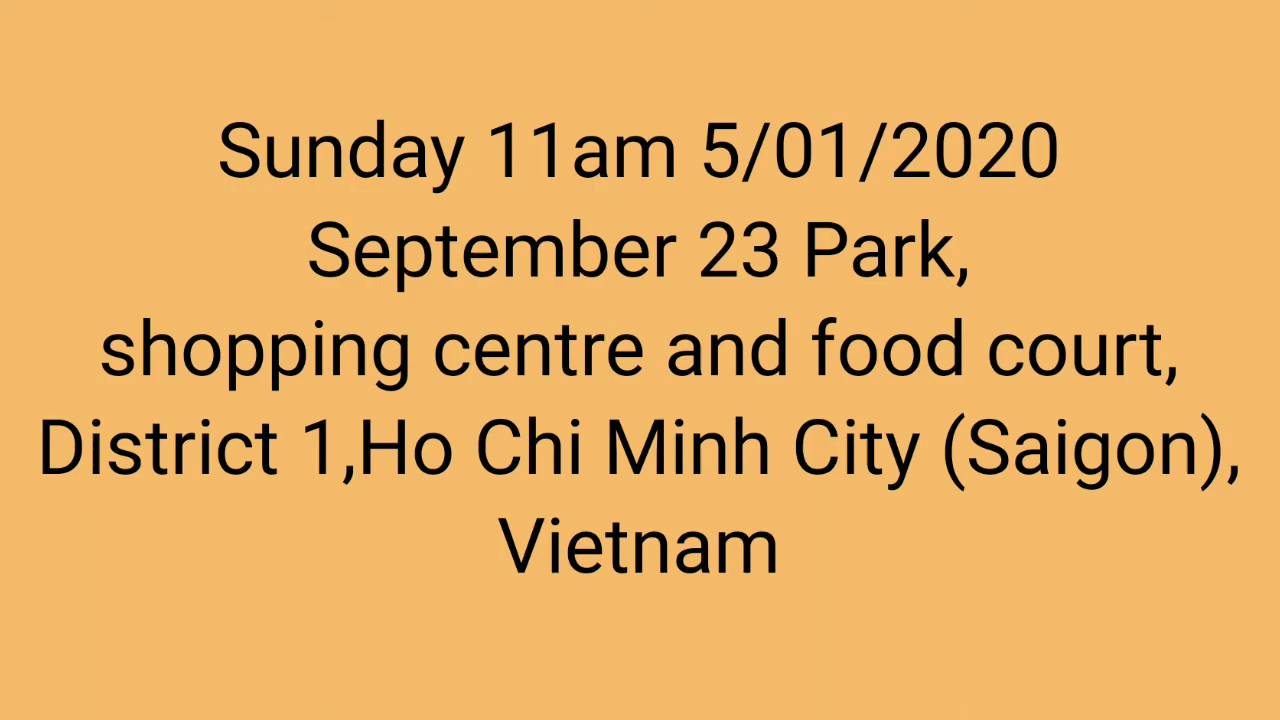 Sunday 11am 5/01/2020
September 23 Park,
shopping centre and food court,
District 1,Ho Chi Minh City (Saigon),
Vietnam